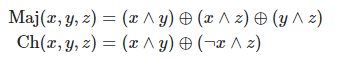 Maj(x, y, z) = (x ∧ y) ⊕ (x ∧ z) ⊕ (y ∧ z)
Ch(x, y, z) = (x ∧ y) ⊕ (¬x ∧ z)